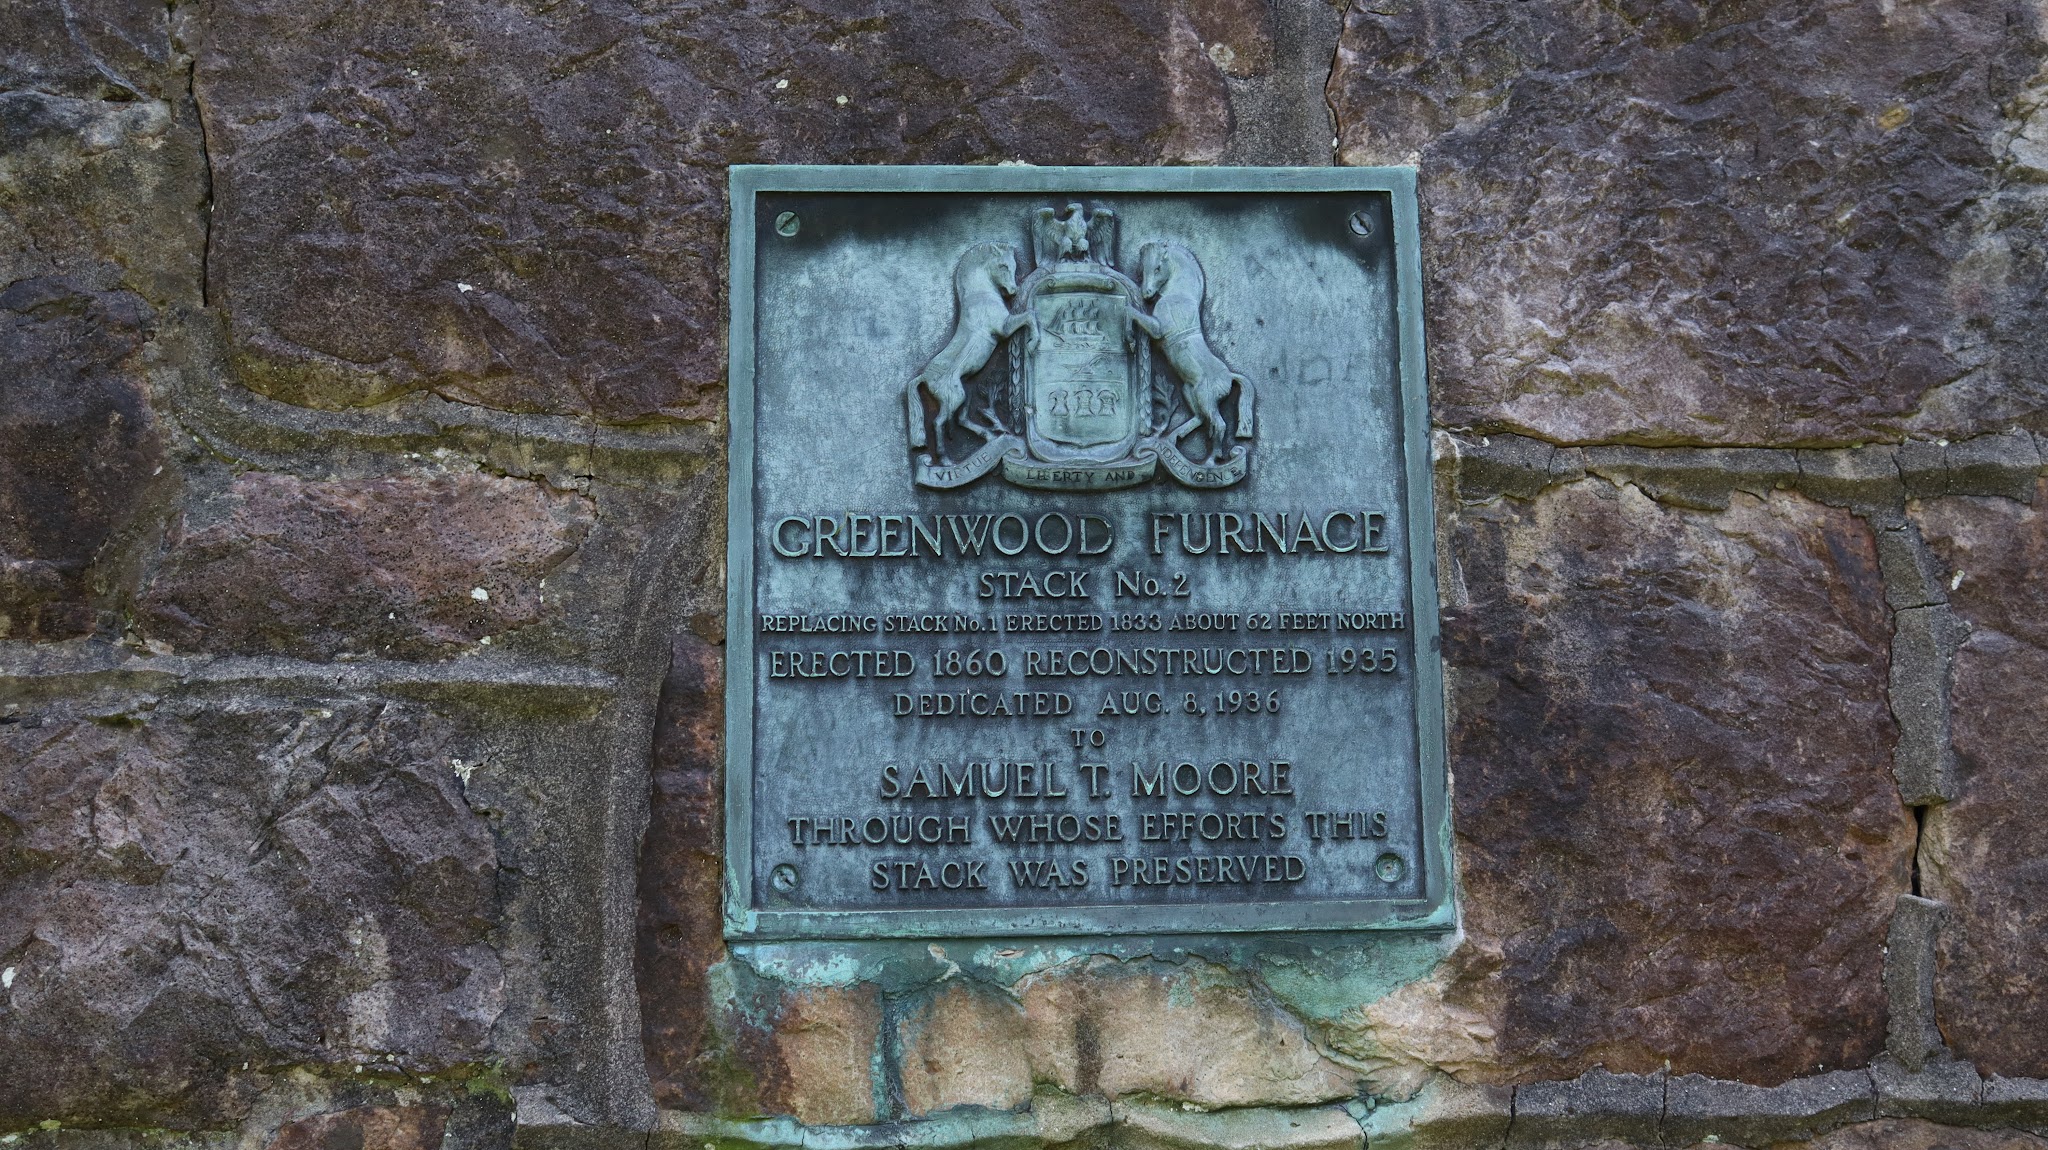 VIRTUE LIBERTY AND INDEPENDENCE
GREENWOOD FURNACE
STACK No. 2
REPLACING STACK No. 1 ERECTED 1833 ABOUT 62 FEET NORTH
ERECTED 1860 RECONSTRUCTED 1935
DEDICATED AUG. 8, 1936
TO
SAMUEL T. MOORE
THROUGH WHOSE EFFORTS THIS
STACK WAS PRESERVED